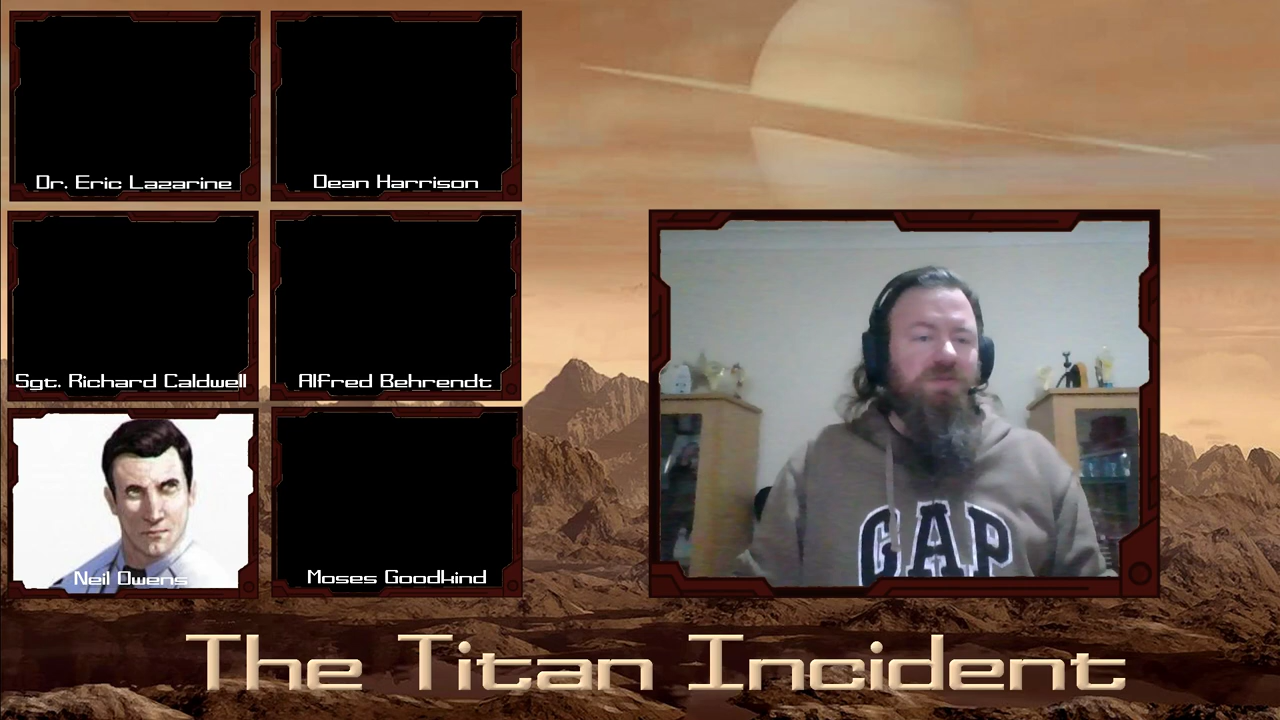 Dr. Eric Lazarine
Dean Harrison
Sgt. Richard Caldwell
Alfred Behrendt
Neil Owens
Moses Goodkind
GAP
The Titan Incident